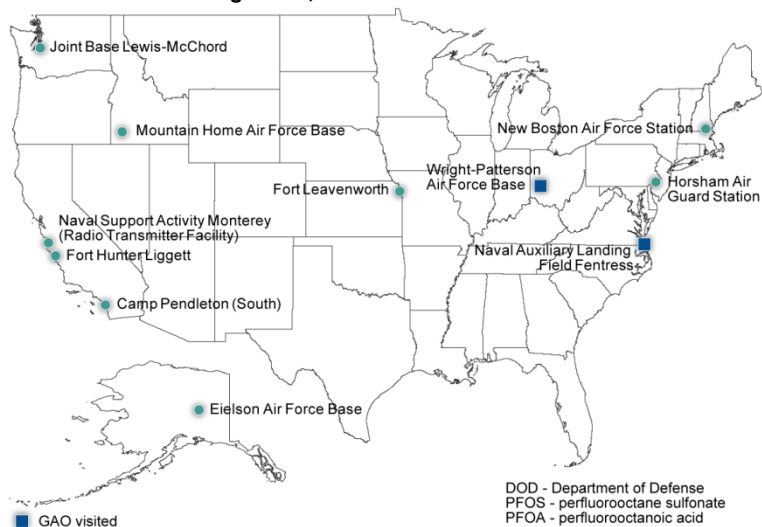 Joint Base Lewis-McChord
Mountain Home Air Force Base
New Boston Air Force Station
Wright-Patterson
Air Force Base
Fort Leavenworth
Horsham Air
Guard Station
Naval Support Activity Monterey
(Radio Transmitter Facility)
Fort Hunter Liggett
Naval Auxiliary Landing
Field Fentress
Camp Pendleton (South)
Eielson Air Force Base
DOD - Department of Defense
PFOS - perfluorooctane sulfonate
PFOA - perfluorooctanoic acid
GAO visited